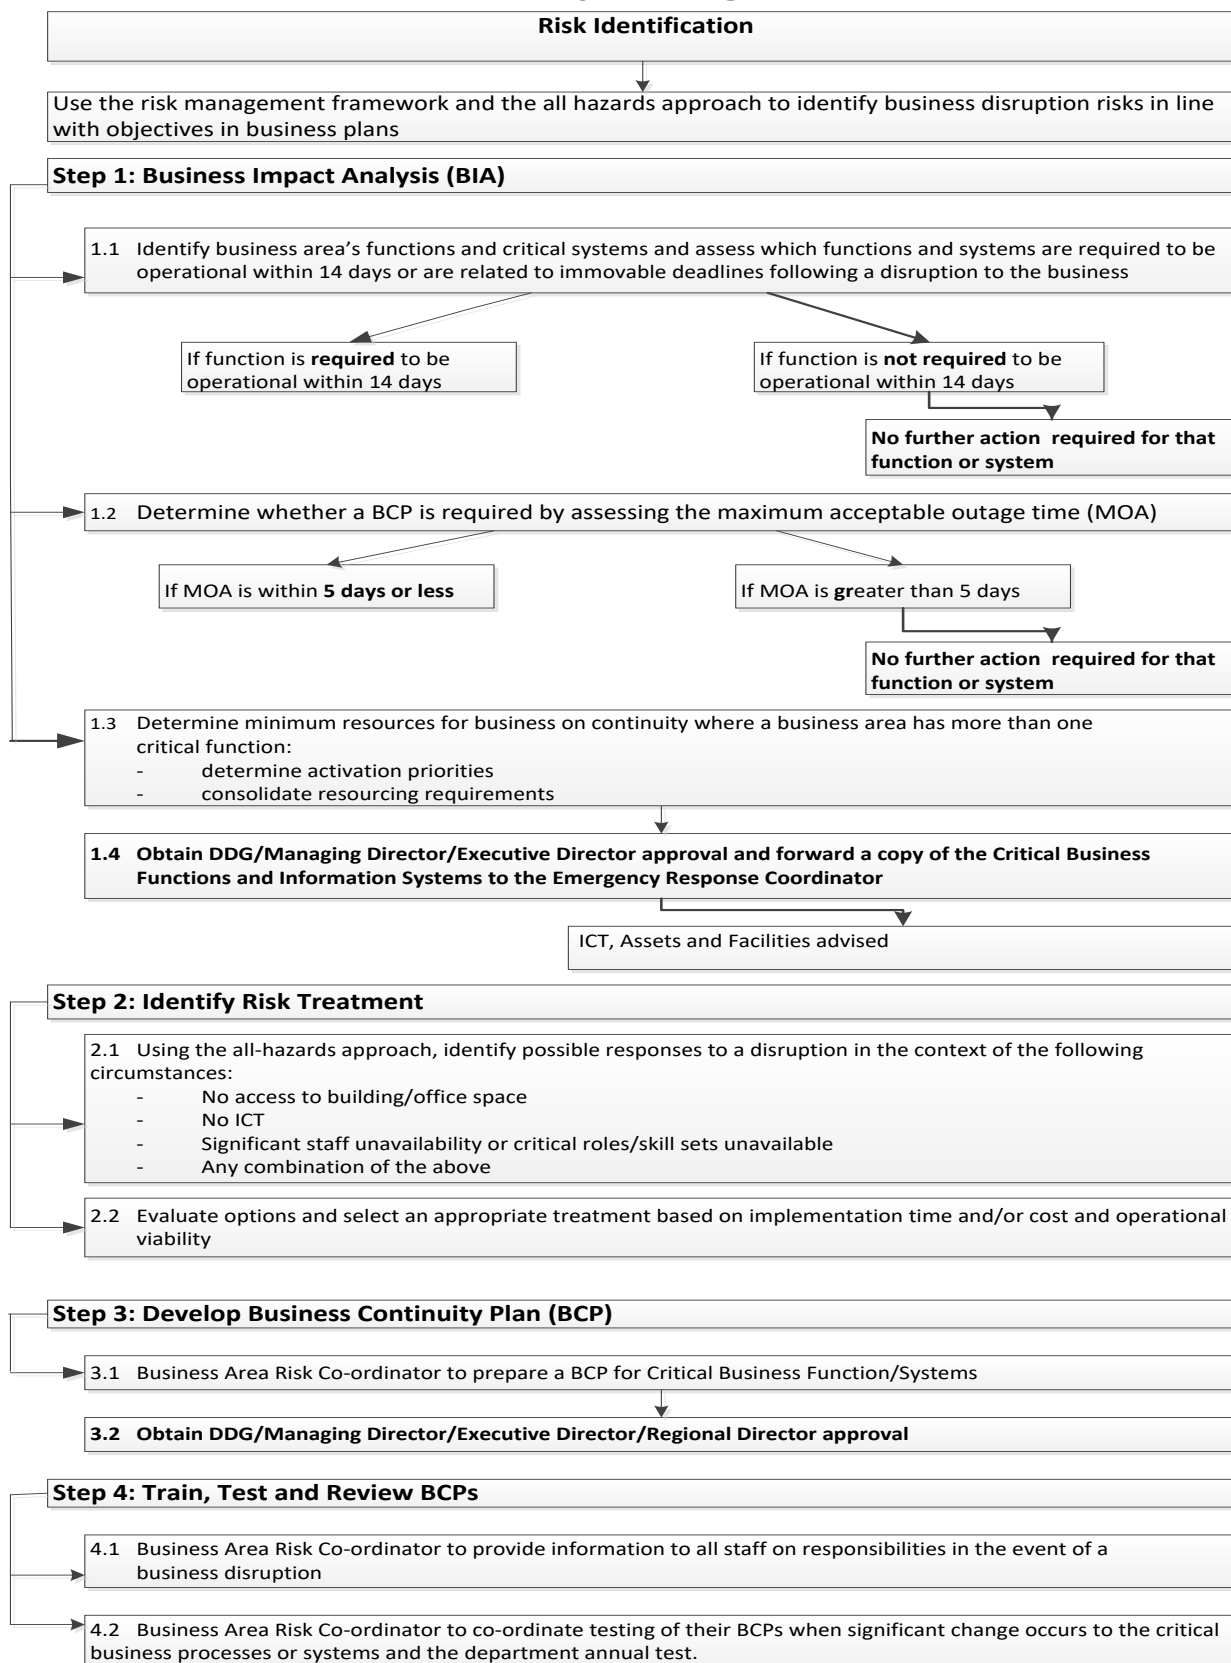 Risk Identification
Use the risk management framework and the all hazards approach to identify business disruption risks in line
with objectives in business plans
Step 1: Business Impact Analysis (BIA)
1.1 Identify business area's functions and critical systems and assess which functions and systems are required to be
operational within 14 days or are related to immovable deadlines following a disruption to the business
If function is required to be
operational within 14 days
If function is not required to be
operational within 14 days
No further action required for that
function or system
1.2 Determine whether a BCP is required by assessing the maximum acceptable outage time (MOA)
If MOA is within 5 days or less
If MOA is greater than 5 days
No further action required for that
function or system
1.3 Determine minimum resources for business on continuity where a business area has more than one
critical function:
- determine activation priorities
- consolidate resourcing requirements
1.4 Obtain DDG/Managing Director/Executive Director approval and forward a copy of the Critical Business
Functions and Information Systems to the Emergency Response Coordinator
ICT, Assets and Facilities advised
Step 2: Identify Risk Treatment
2.1 Using the all-hazards approach, identify possible responses to a disruption in the context of the following
circumstances:
- No access to building/office space
- No ICT
- Significant staff unavailability or critical roles/skill sets unavailable
- Any combination of the above
2.2 Evaluate options and select an appropriate treatment based on implementation time and/or cost and operational
viability
Step 3: Develop Business Continuity Plan (BCP)
3.1 Business Area Risk Co-ordinator to prepare a BCP for Critical Business Function/Systems
3.2 Obtain DDG/Managing Director/Executive Director/Regional Director approval
Step 4: Train, Test and Review BCPs
4.1 Business Area Risk Co-ordinator to provide information to all staff on responsibilities in the event of a
business disruption
4.2 Business Area Risk Co-ordinator to co-ordinate testing of their BCPs when significant change occurs to the critical
business processes or systems and the department annual test.